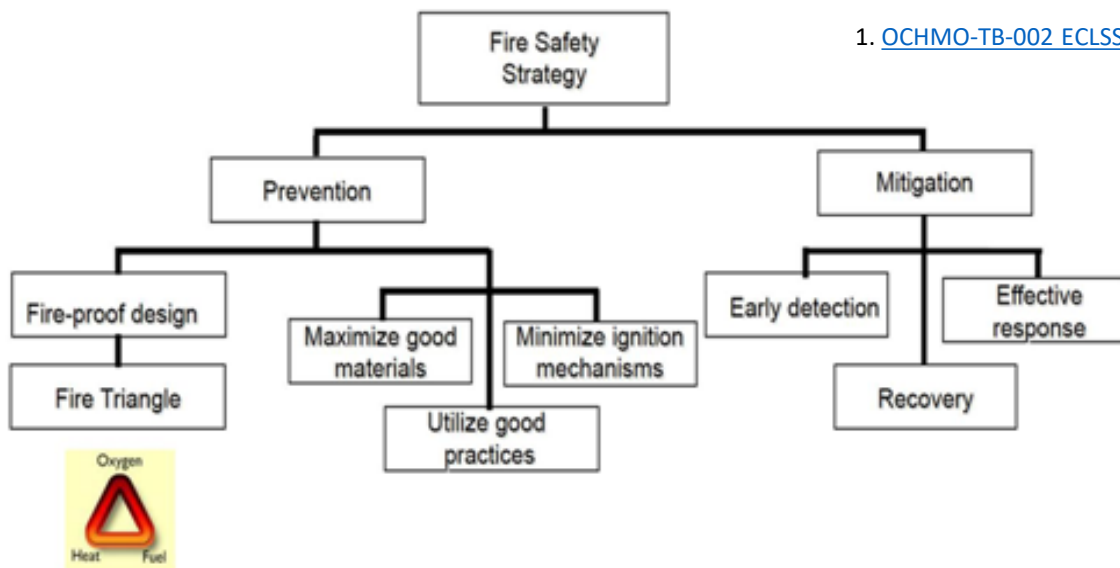 Fire Safety
Strategy
1. OCHMO-TB-002 ECLSS
Prevention
Mitigation
Fire-proof design
Maximize good
materials
Minimize ignition
mechanisms
Early detection
Effective
response
Fire Triangle
Utilize good
practices
Recovery
Oxygen
Heat
Fuel